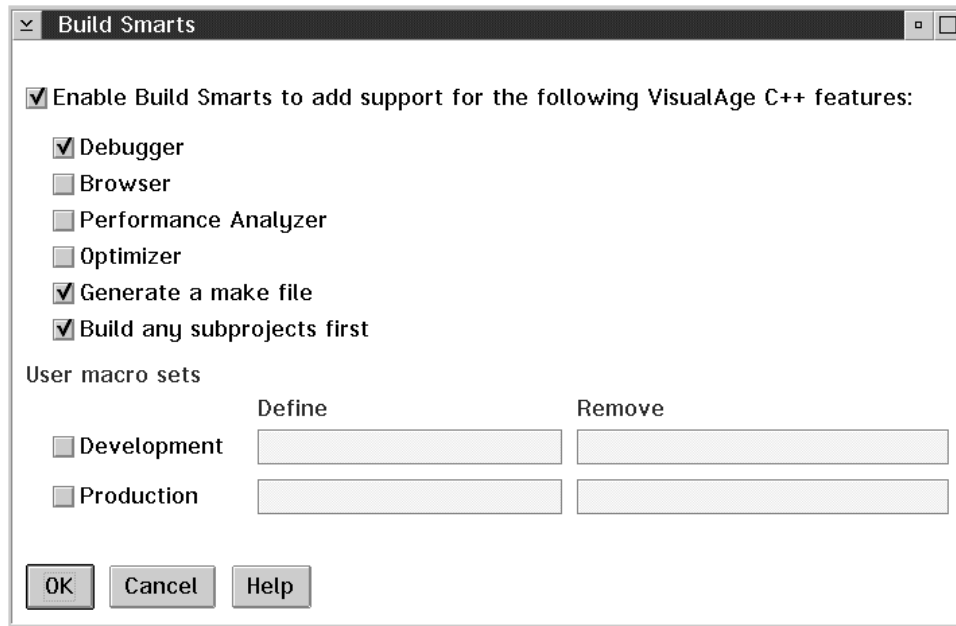 Build Smarts
Enable Build Smarts to add support for the following VisualAge C++ features:
Debugger
Browser
Performance Analyzer
Optimizer
Generate a make file
Build any subprojects first
User macro sets
Define Remove
Development
Production
OK Cancel Help